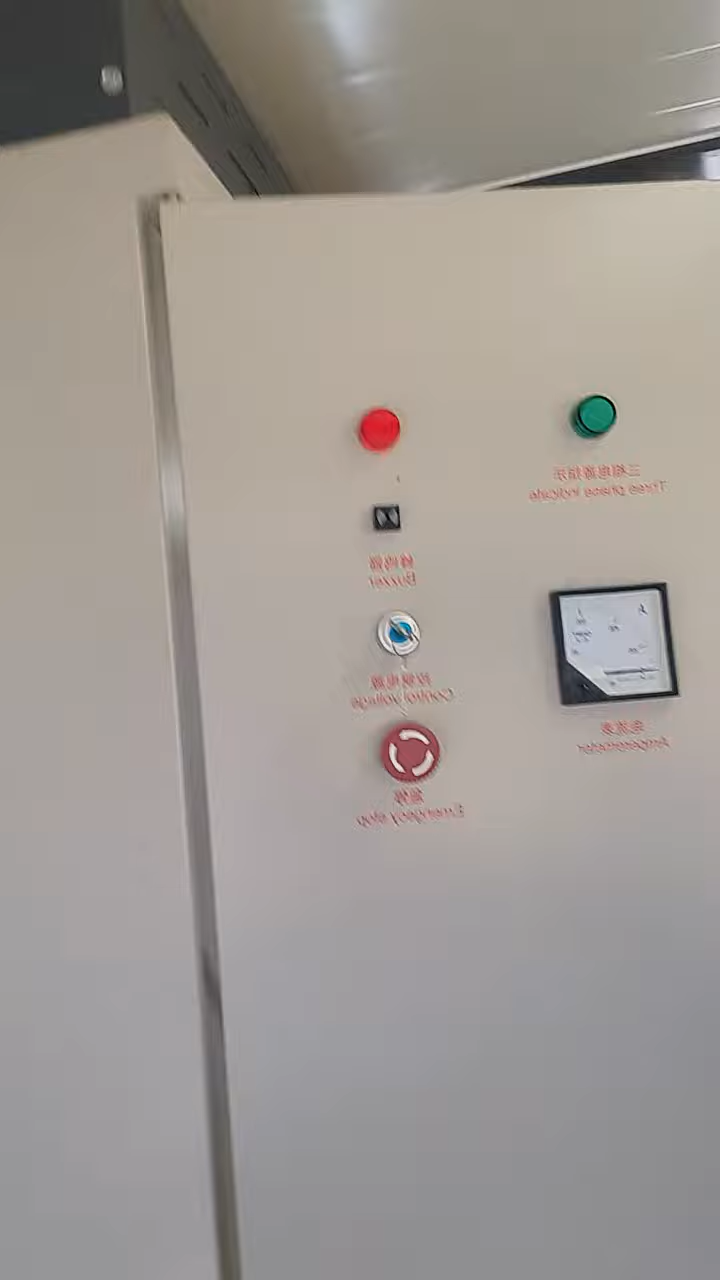 三相电源指示
Three phase indicate
蜂鸣器
Buzzer
控制电源
Control voltage
电流表
Amperemeter
急停
Emergency stop